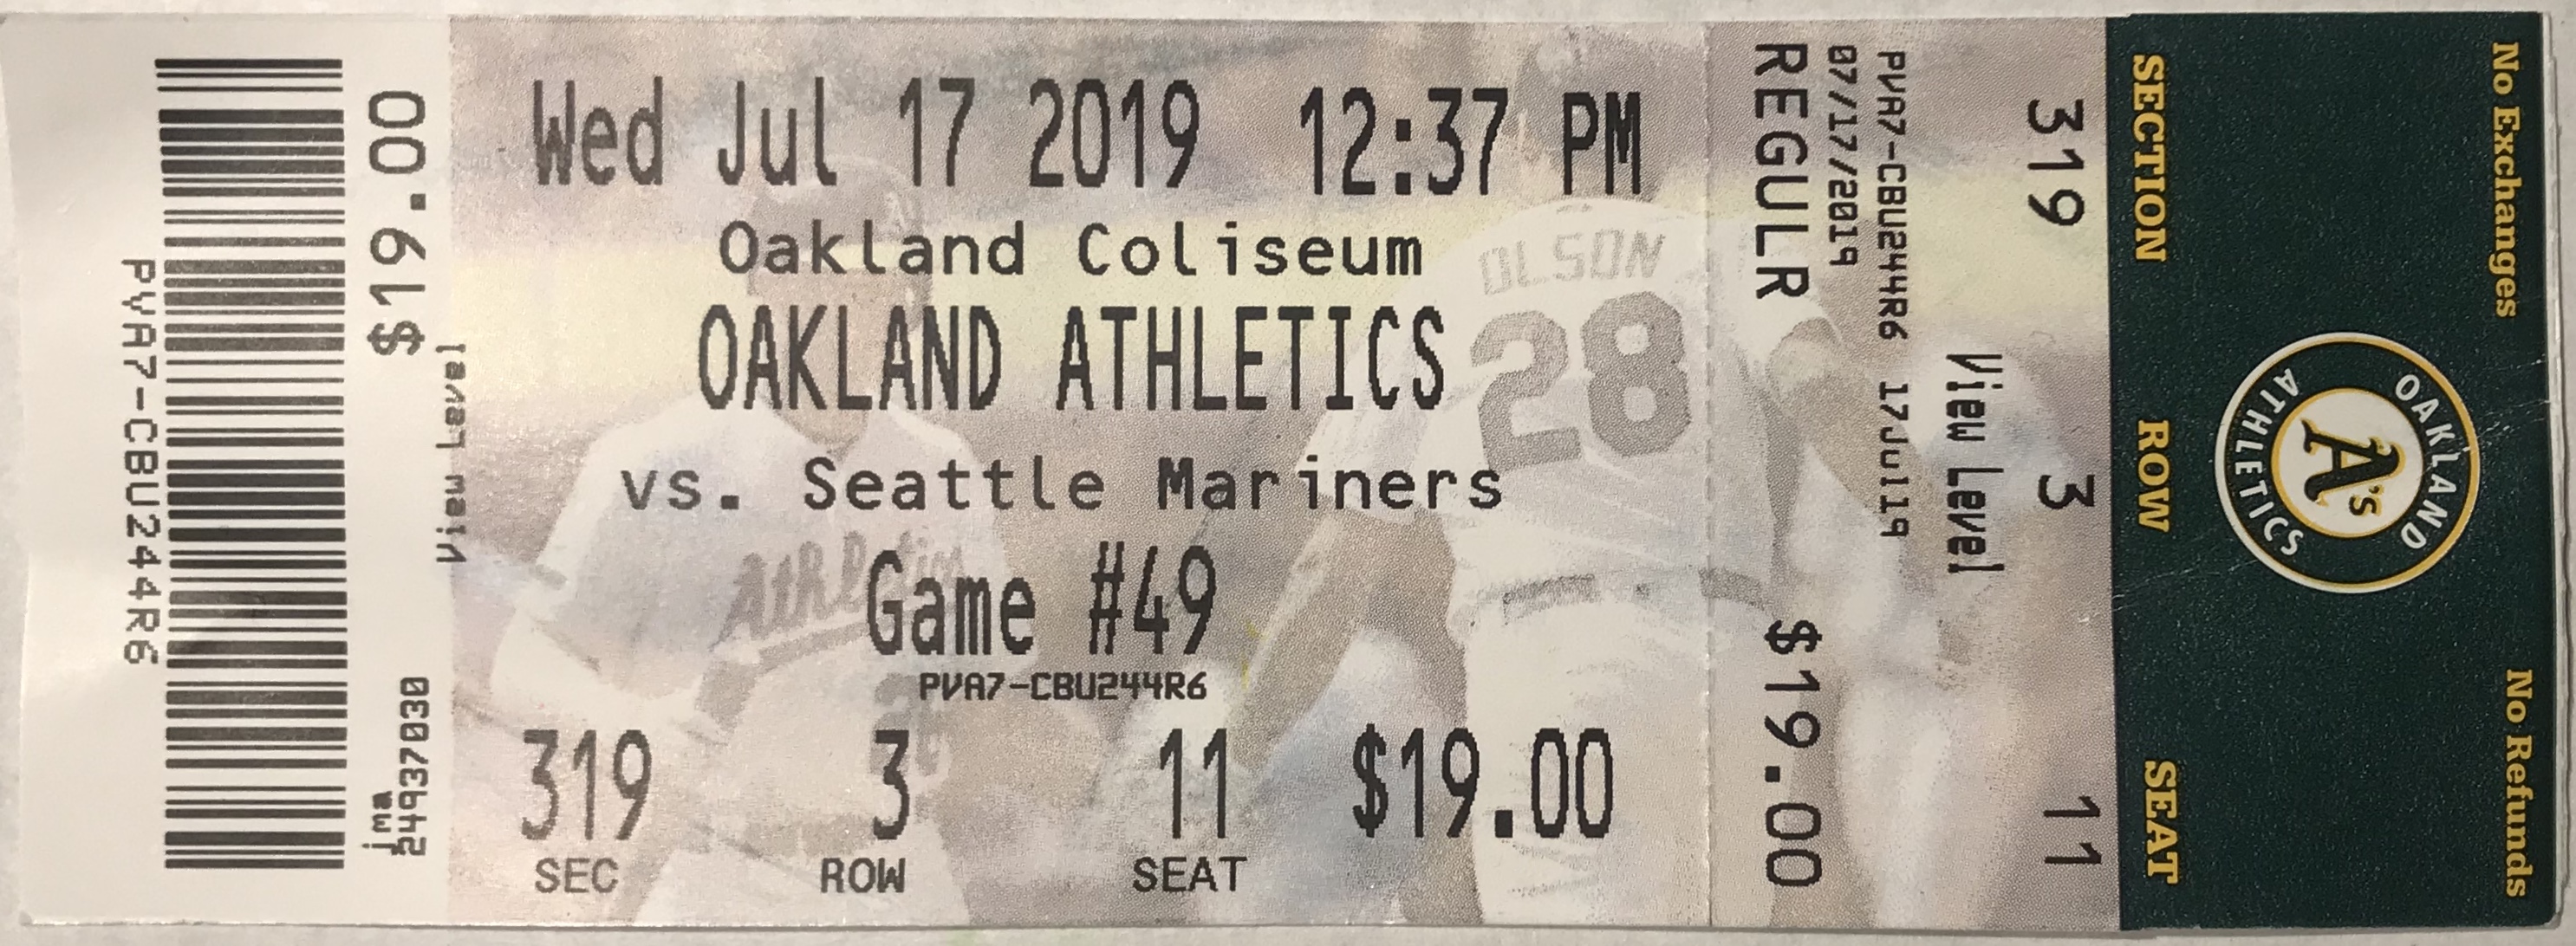 PVA7-CBU244R6
$19.00
View Level
jma
24937030
Wed Jul 17 2019 12:37 PM
Oakland Coliseum
OAKLAND ATHLETICS
vs. Seattle Mariners
Game #49
PVA7-CBU244R6
319 3 11 $19.00
SEC ROW SEAT
OLSON
28
Athletics
REGULR $19.00
07/17/2019
PVA7-CBU244R6 17Jul19
View Level
319 3 11
SECTION ROW SEAT
OAKLAND ATHLETICS
A's
No Exchanges No Refunds